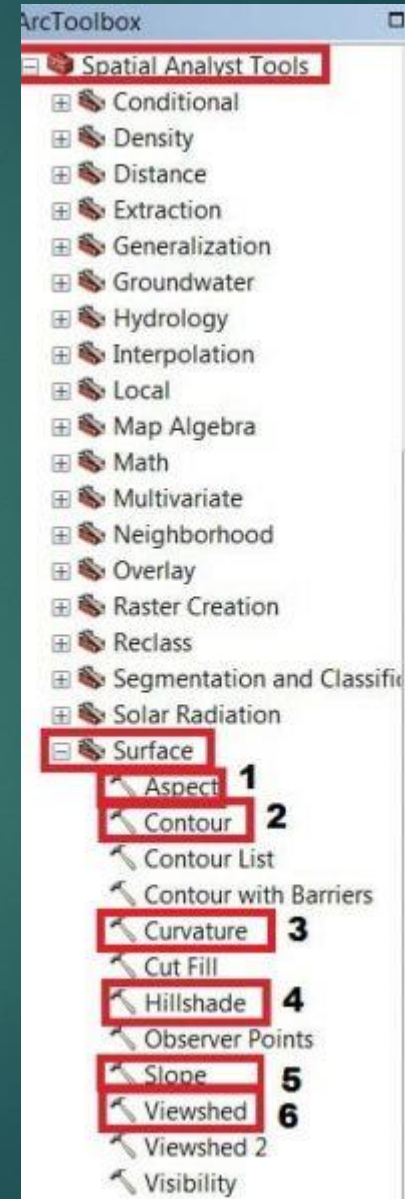 ArcToolbox
Spatial Analyst Tools
Conditional
Density
Distance
Extraction
Generalization
Groundwater
Hydrology
Interpolation
Local
Map Algebra
Math
Multivariate
Neighborhood
Overlay
Raster Creation
Reclass
Segmentation and Classific
Solar Radiation
Surface
Aspect 1
Contour 2
Contour List
Contour with Barriers
Curvature 3
Cut Fill
Hillshade 4
Observer Points
Slope 5
Viewshed 6
Viewshed 2
Visibility